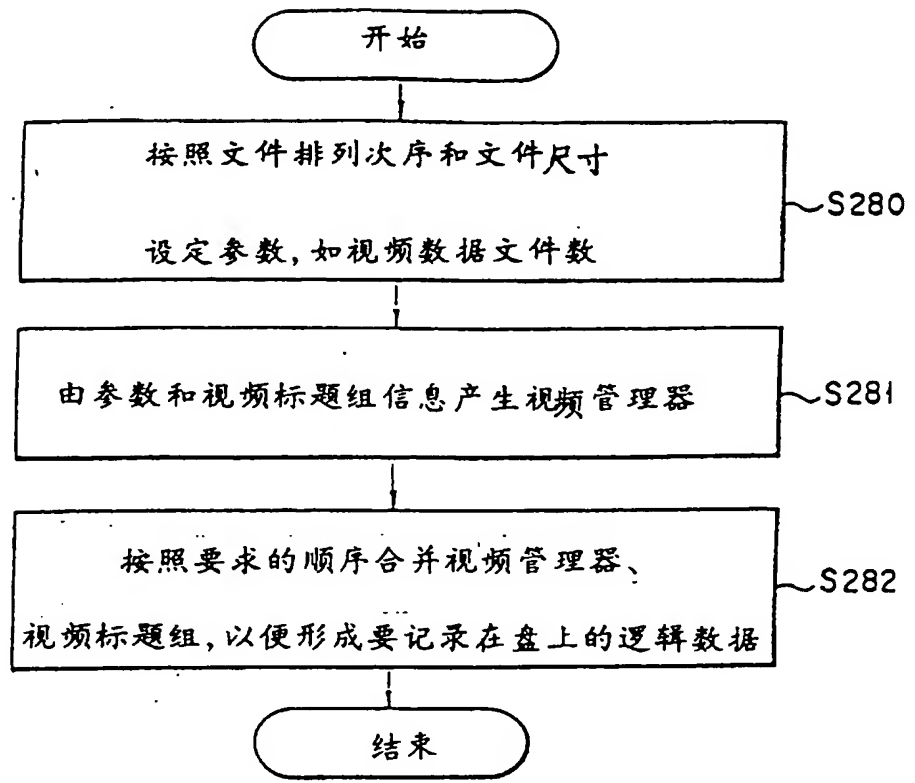 开始
按照文件排列次序和文件尺寸
设定参数,如视频数据文件数
S280
由参数和视频标题组信息产生视频管理器
S281
按照要求的顺序合并视频管理器、
视频标题组,以便形成要记录在盘上的逻辑数据
S282
结束